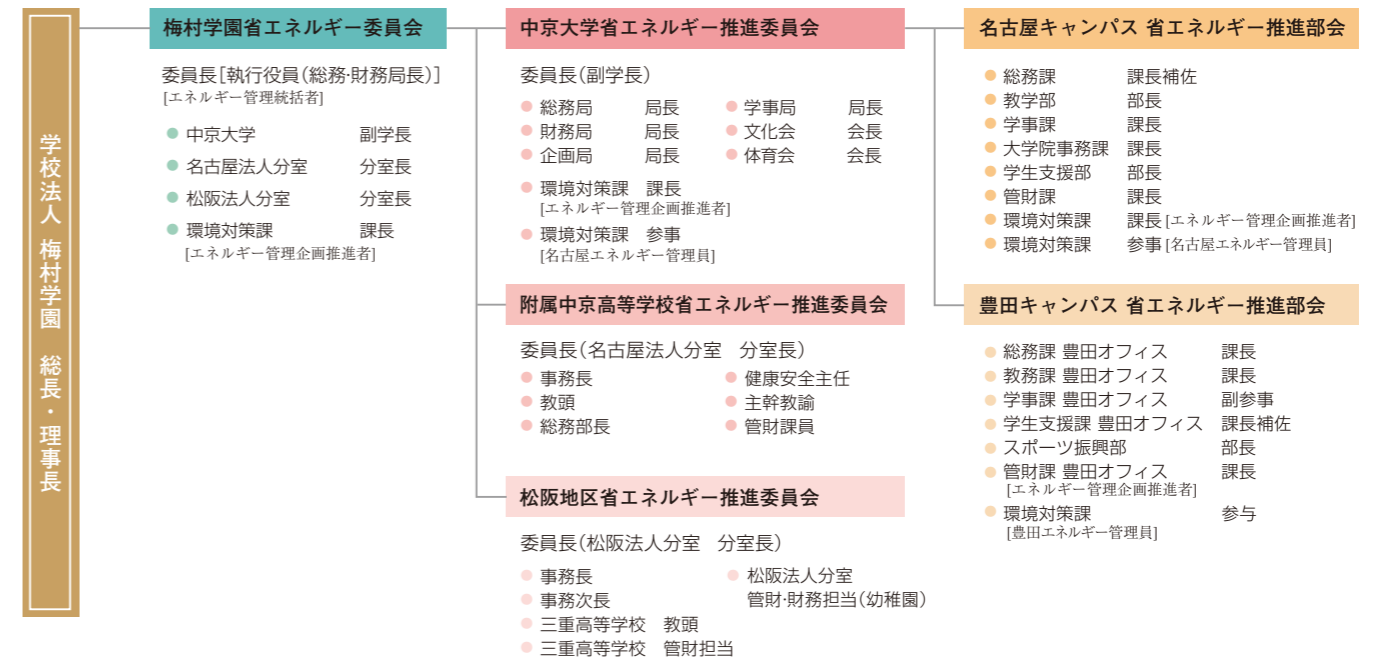 学校法人 梅村学園 総長・理事長
梅村学園省エネルギー委員会
委員長[執行役員(総務・財務局長)]
[エネルギー管理統括者]
中京大学 副学長
名古屋法人分室 分室長
松阪法人分室 分室長
環境対策課 課長
[エネルギー管理企画推進者]
中京大学省エネルギー推進委員会
委員長(副学長)
総務局 局長 学事局 局長
財務局 局長 文化会 会長
企画局 局長 体育会 会長
環境対策課 課長
[エネルギー管理企画推進者]
環境対策課 参事
[名古屋エネルギー管理員]
附属中京高等学校省エネルギー推進委員会
委員長(名古屋法人分室 分室長)
事務長 健康安全主任
教頭 主幹教諭
総務部長 管財課員
松阪地区省エネルギー推進委員会
委員長(松阪法人分室 分室長)
事務長 松阪法人分室
事務次長 管財・財務担当(幼稚園)
三重高等学校 教頭
三重高等学校 管財担当
名古屋キャンパス 省エネルギー推進部会
総務課 課長補佐
教学部 部長
学事課 課長
大学院事務課 課長
学生支援部 部長
管財課 課長
環境対策課 課長[エネルギー管理企画推進者]
環境対策課 参事[名古屋エネルギー管理員]
豊田キャンパス 省エネルギー推進部会
総務課 豊田オフィス 課長
教務課 豊田オフィス 課長
学事課 豊田オフィス 副参事
学生支援課 豊田オフィス 課長補佐
スポーツ振興部 部長
管財課 豊田オフィス 課長
[エネルギー管理企画推進者]
環境対策課 参与
[豊田エネルギー管理員]